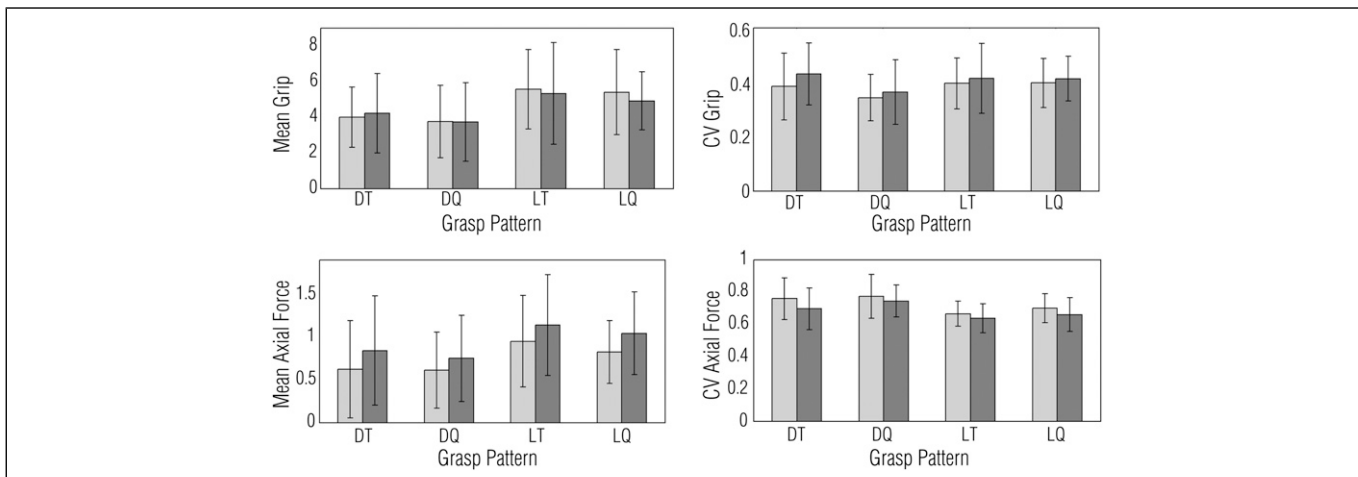 Mean Grip
8
6
4
2
0
DT DQ LT LQ
Grasp Pattern
CV Grip
0.6
0.4
0.2
0
DT DQ LT LQ
Grasp Pattern
Mean Axial Force
1.5
1
0.5
0
DT DQ LT LQ
Grasp Pattern
CV Axial Force
1
0.8
0.6
0.4
0.2
0
DT DQ LT LQ
Grasp Pattern